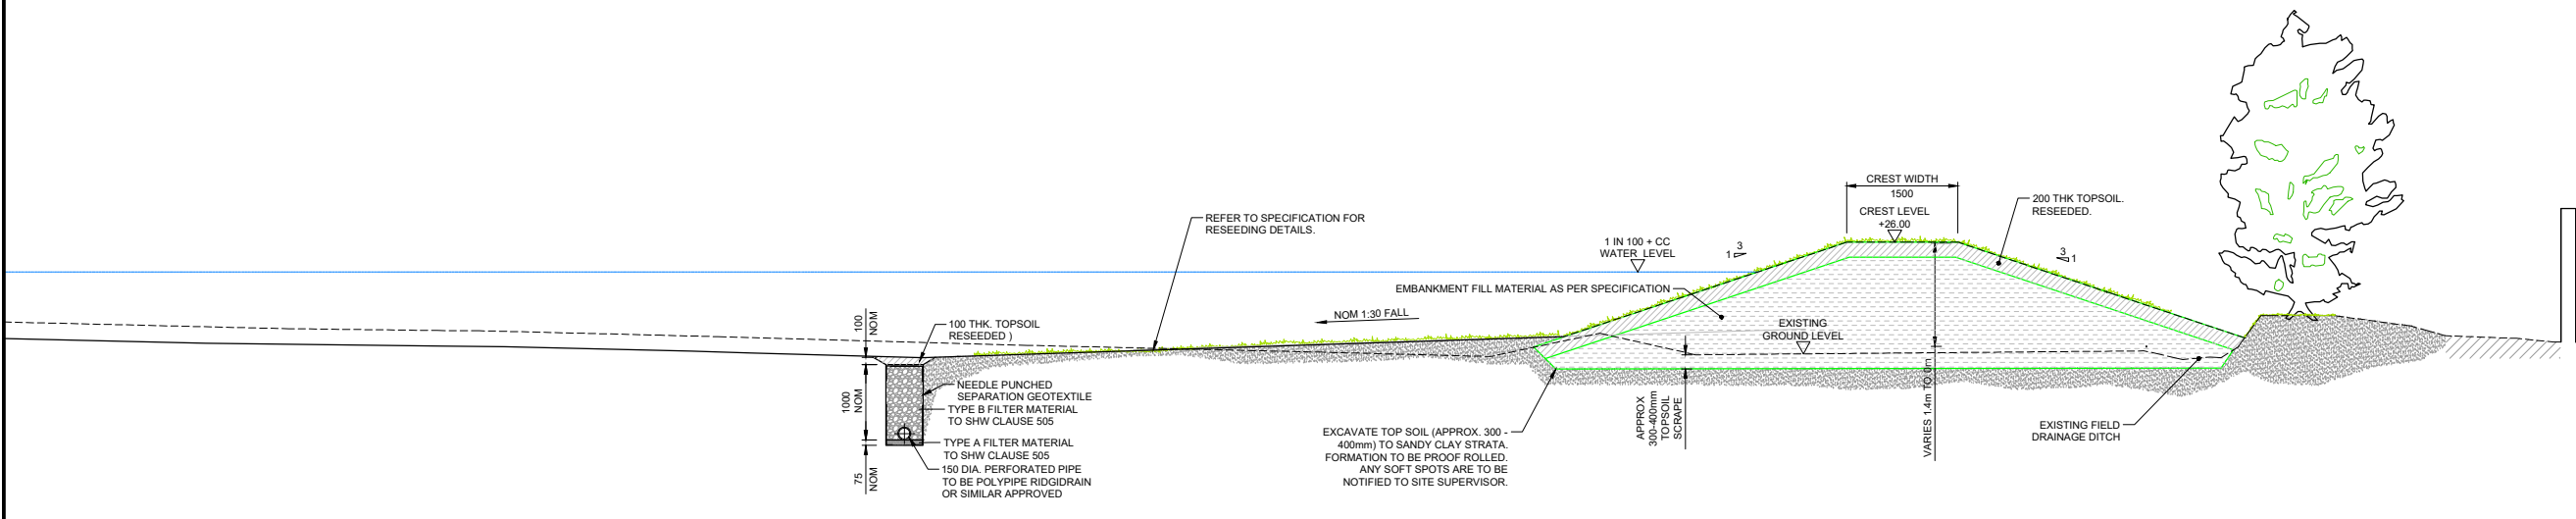 REFER TO SPECIFICATION FOR
RESEEDING DETAILS.
1 IN 100 + CC
WATER LEVEL
CREST WIDTH
1500
CREST LEVEL
+26.00
200 THK TOPSOIL.
RESEEDED.
3
1
3
1
EMBANKMENT FILL MATERIAL AS PER SPECIFICATION
NOM 1:30 FALL
EXISTING
GROUND LEVEL
100
NOM
100 THK. TOPSOIL
RESEEDED )
1000
NOM
NEEDLE PUNCHED
SEPARATION GEOTEXTILE
TYPE B FILTER MATERIAL
TO SHW CLAUSE 505
TYPE A FILTER MATERIAL
TO SHW CLAUSE 505
75
NOM
150 DIA. PERFORATED PIPE
TO BE POLYPIPE RIDGIDRAIN
OR SIMILAR APPROVED
EXCAVATE TOP SOIL (APPROX. 300 -
400mm) TO SANDY CLAY STRATA.
FORMATION TO BE PROOF ROLLED.
ANY SOFT SPOTS ARE TO BE
NOTIFIED TO SITE SUPERVISOR.
APPROX
300-400mm
TOPSOIL
SCRAPE
VARIES 1.4m TO 0m
EXISTING FIELD
DRAINAGE DITCH